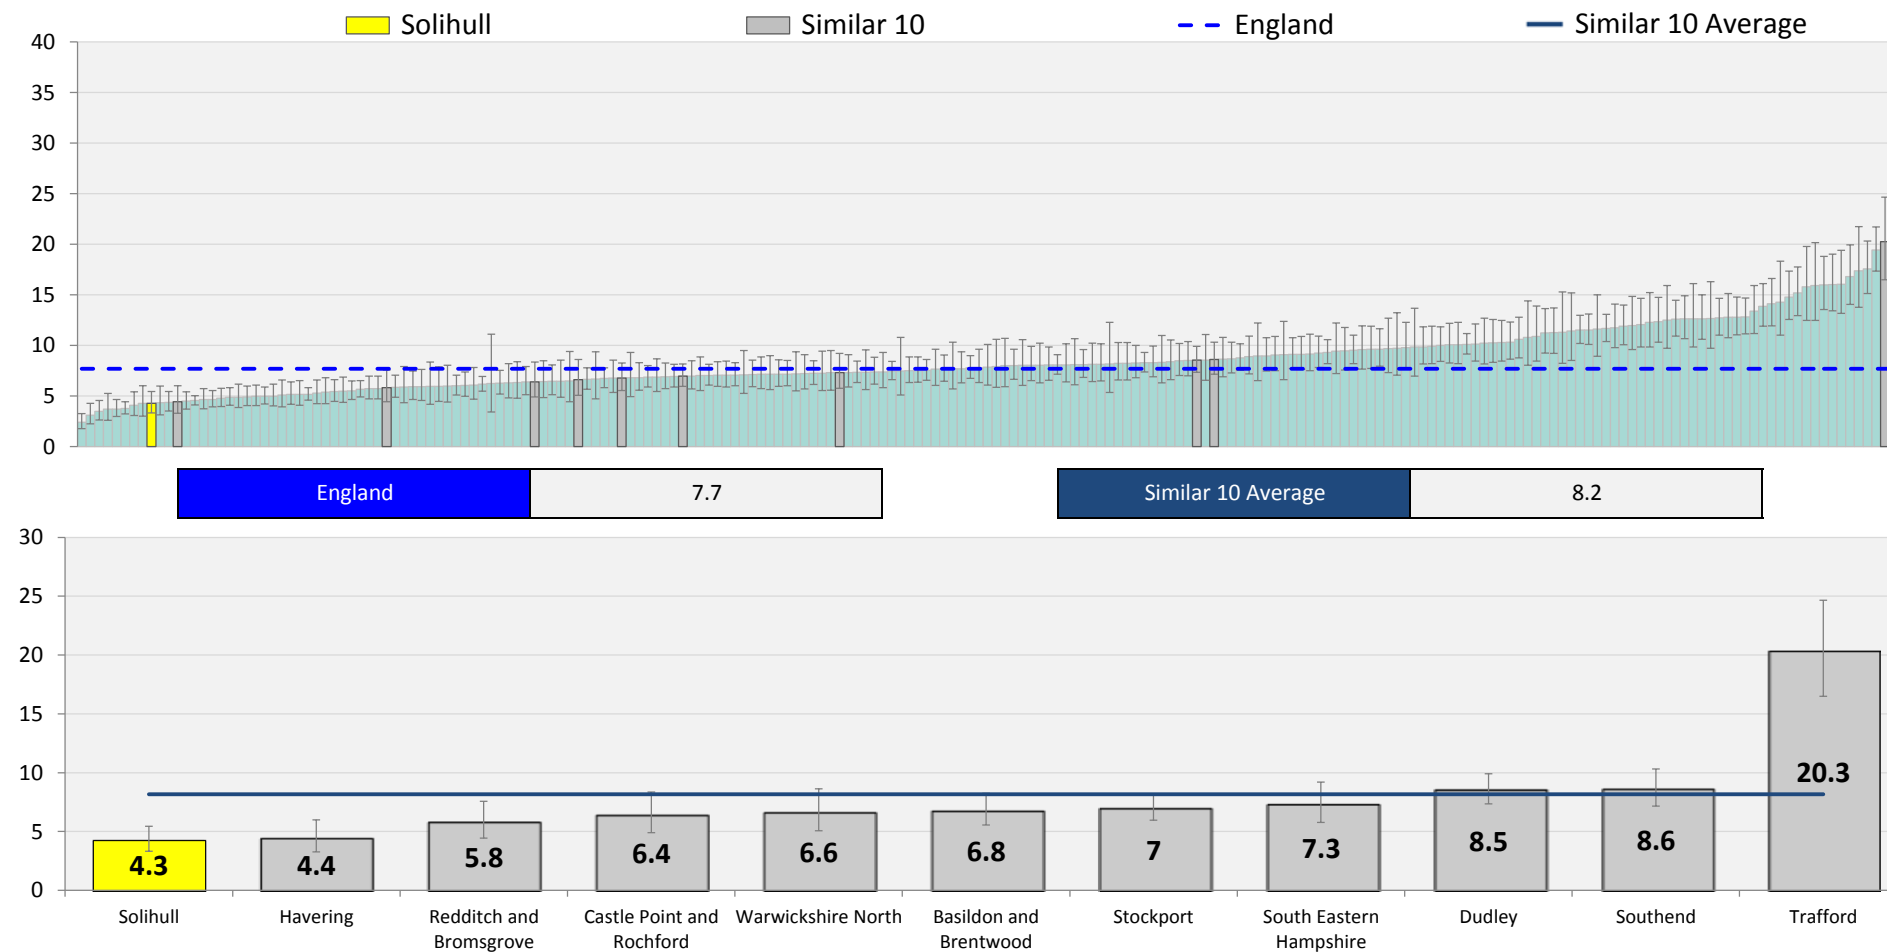 Solihull
Similar 10
England
Similar 10 Average
40
35
30
25
20
15
10
5
0
England
7.7
Similar 10 Average
8.2
30
25
20
15
10
5
0
4.3
4.4
5.8
6.4
6.6
6.8
7
7.3
8.5
8.6
20.3
Solihull
Havering
Redditch and
Bromsgrove
Castle Point and
Rochford
Warwickshire North
Basildon and
Brentwood
Stockport
South Eastern
Hampshire
Dudley
Southend
Trafford